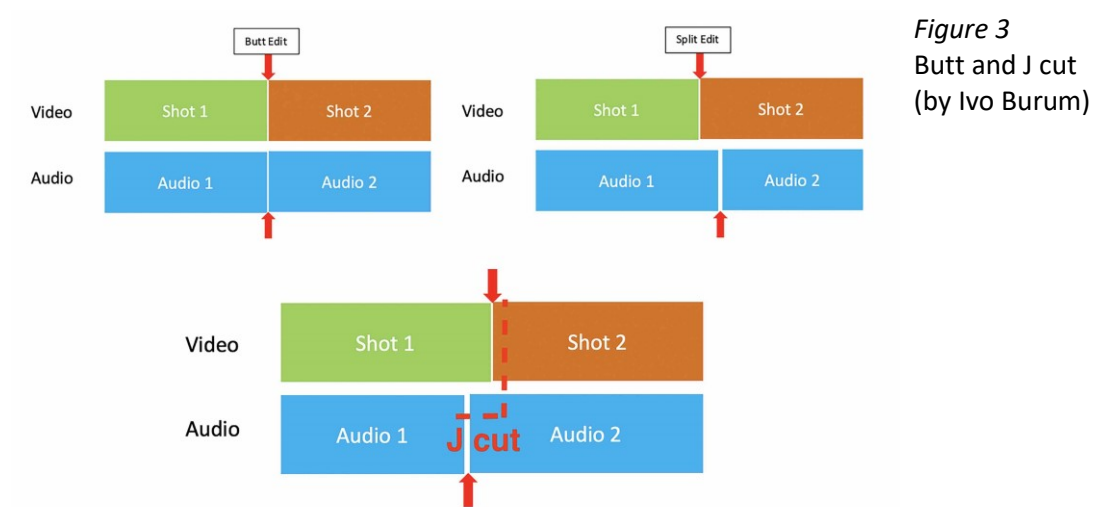 Butt Edit
Video
Shot 1
Shot 2
Audio
Audio 1
Audio 2
Split Edit
Video
Shot 1
Shot 2
Audio
Audio 1
Audio 2
Figure 3
Butt and J cut
(by Ivo Burum)
Video
Shot 1
Shot 2
Audio
Audio 1
J cut
Audio 2